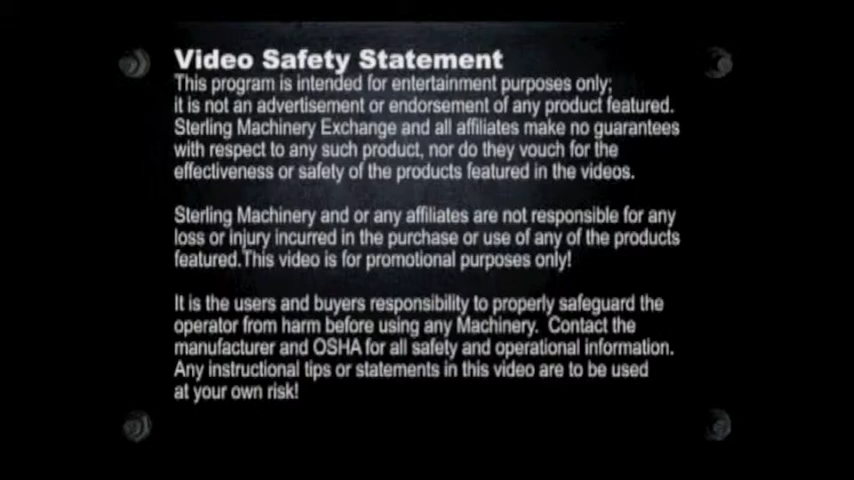 Video Safety Statement
This program is intended for entertainment purposes only;
it is not an advertisement or endorsement of any product featured.
Sterling Machinery Exchange and all affiliates make no guarantees
with respect to any such product, nor do they vouch for the
effectiveness or safety of the products featured in the videos.
Sterling Machinery and or any affiliates are not responsible for any
loss or injury incurred in the purchase or use of any of the products
featured.This video is for promotional purposes only!
It is the users and buyers responsibility to properly safeguard the
operator from harm before using any Machinery. Contact the
manufacturer and OSHA for all safety and operational information.
Any instructional tips or statements in this video are to be used
at your own risk!